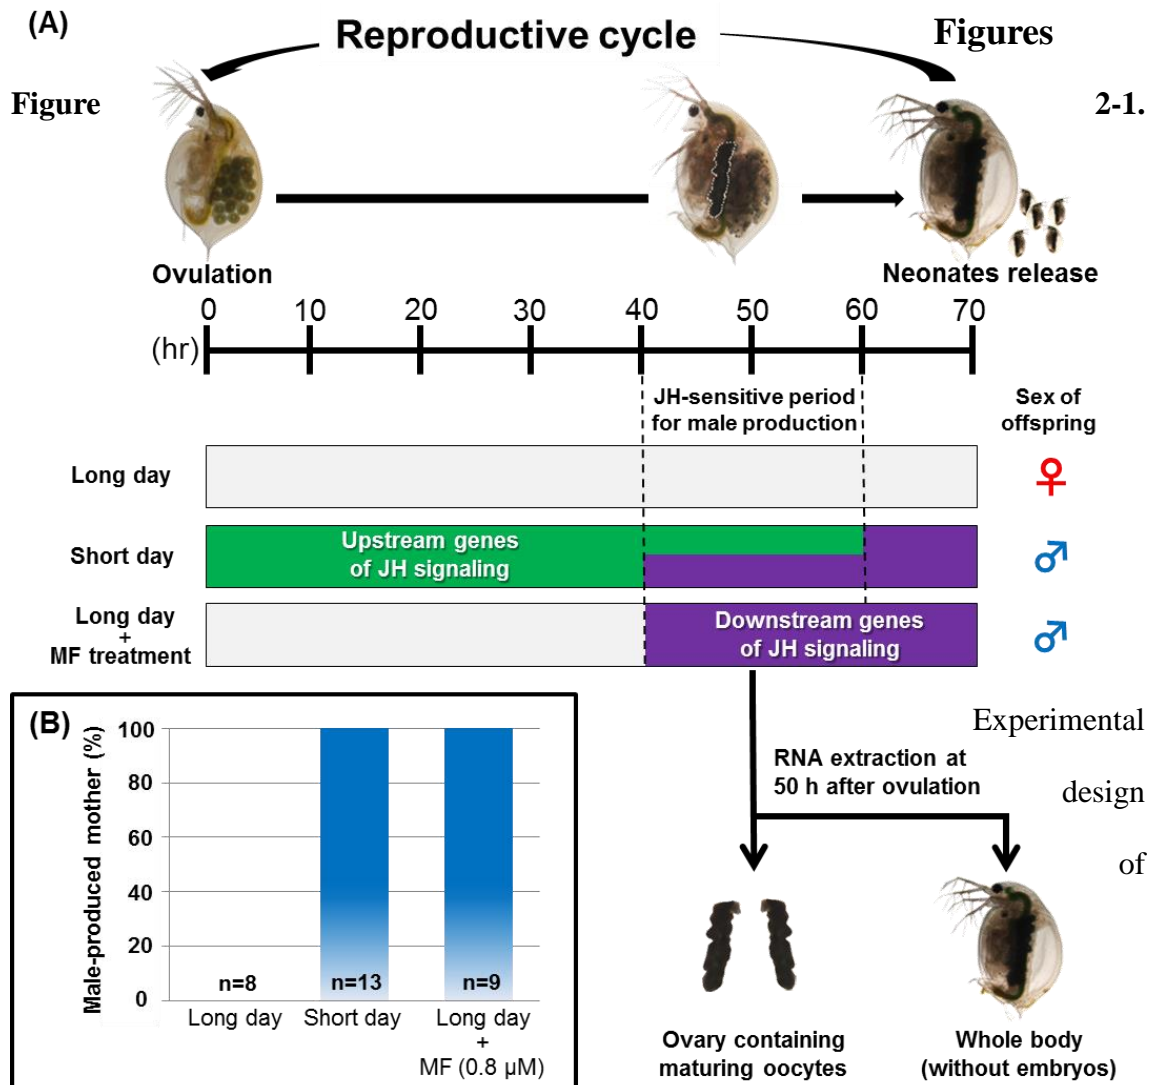 (A)
Reproductive cycle
Figures
Figure
2-1.
Ovulation
Neonates release
0 10 20 30 40 50 60 70
(hr)
JH-sensitive period
for male production
Sex of
offspring
Long day
♀
Short day
Upstream genes
of JH signaling
♂
Long day
+
MF treatment
Downstream genes
of JH signaling
♂
Experimental
design
of
RNA extraction at
50 h after ovulation
Ovary containing
maturing oocytes
Whole body
(without embryos)
(B)
Male-produced mother (%)
100
80
60
40
20
0
n=8
n=13
n=9
Long day
Short day
Long day
+
MF (0.8 µM)